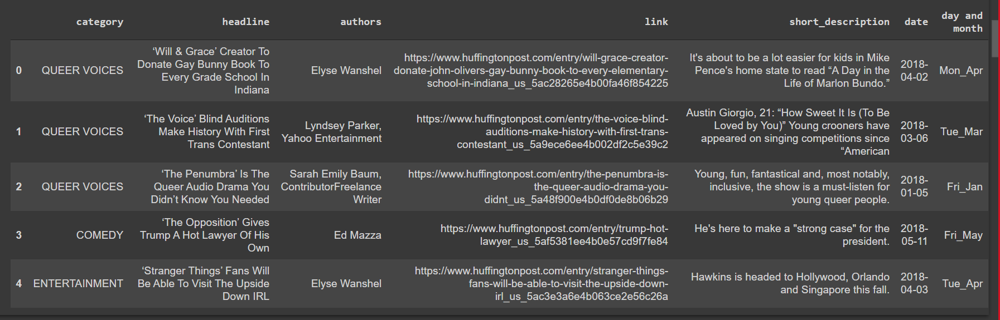 category headline authors link short_description date day and month
0 QUEER VOICES ‘Will & Grace’ Creator To Donate Gay Bunny Book To Every Grade School In Indiana Elyse Wanshel https://www.huffingtonpost.com/entry/will-grace-creator-donate-john-olivers-gay-bunny-book-to-every-elementary-school-in-indiana_us_5ac28265e4b00fa46f854225 It's about to be a lot easier for kids in Mike Pence's home state to read “A Day in the Life of Marlon Bundo.” 2018-04-02 Mon_Apr
1 QUEER VOICES ‘The Voice’ Blind Auditions Make History With First Trans Contestant Lyndsey Parker, Yahoo Entertainment https://www.huffingtonpost.com/entry/the-voice-blind-auditions-make-history-with-first-trans-contestant_us_5a9ece6ee4b002df2c5e39c2 Austin Giorgio, 21: “How Sweet It Is (To Be Loved by You)” Young crooners have appeared on singing competitions since “American 2018-03-06 Tue_Mar
2 QUEER VOICES ‘The Penumbra’ Is The Queer Audio Drama You Didn’t Know You Needed Sarah Emily Baum, ContributorFreelance Writer https://www.huffingtonpost.com/entry/the-penumbra-is-the-queer-audio-drama-you-didnt_us_5a48f900e4b0df0de8b06b29 Young, fun, fantastical and, most notably, inclusive, the show is a must-listen for young queer people. 2018-01-05 Fri_Jan
3 COMEDY ‘The Opposition’ Gives Trump A Hot Lawyer Of His Own Ed Mazza https://www.huffingtonpost.com/entry/trump-hot-lawyer_us_5af5381ee4b0e57cd9f7fe84 He's here to make a "strong case" for the president. 2018-05-11 Fri_May
4 ENTERTAINMENT ‘Stranger Things’ Fans Will Be Able To Visit The Upside Down IRL Elyse Wanshel https://www.huffingtonpost.com/entry/stranger-things-fans-will-be-able-to-visit-the-upside-down-irl_us_5ac3e3a6e4b063ce2e56c26a Hawkins is headed to Hollywood, Orlando and Singapore this fall. 2018-04-03 Tue_Apr